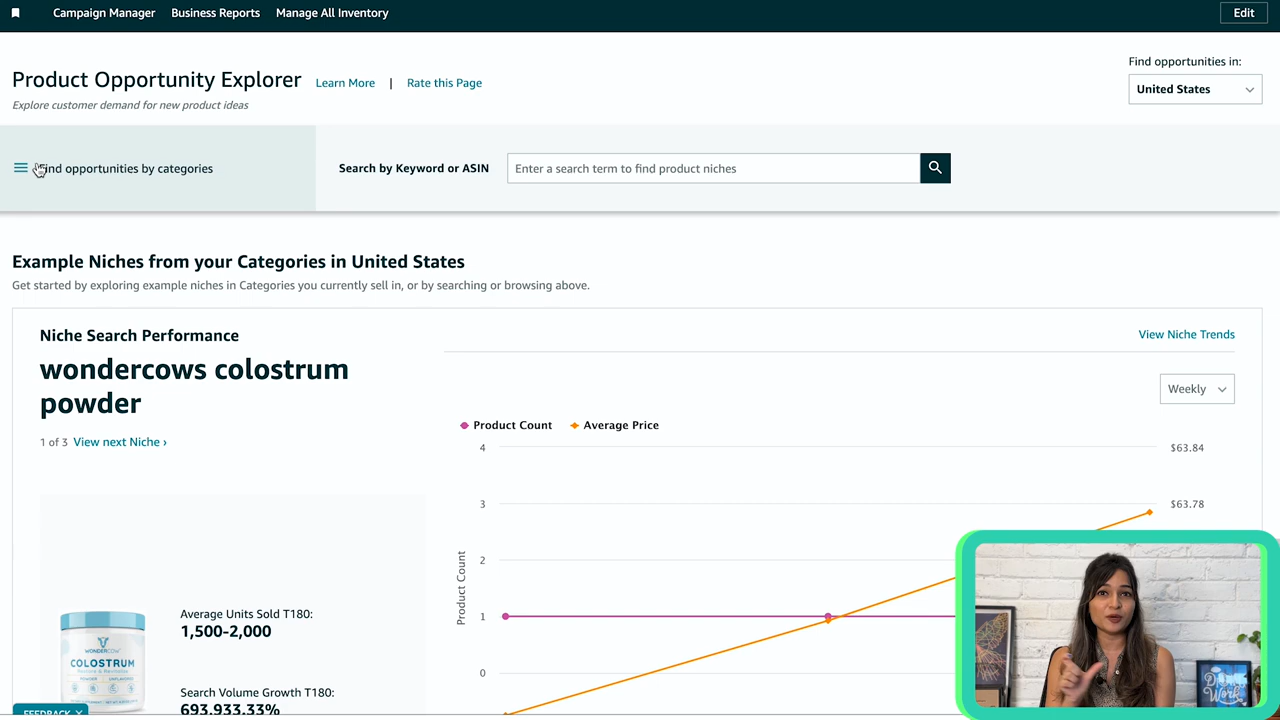 Campaign Manager Business Reports Manage All Inventory Edit
Product Opportunity Explorer Learn More | Rate this Page
Explore customer demand for new product ideas
Find opportunities in:
United States
opportunities by categories
Search by Keyword or ASIN
Enter a search term to find product niches
Example Niches from your Categories in United States
Get started by exploring example niches in Categories you currently sell in, or by searching or browsing above.
Niche Search Performance
View Niche Trends
wondercows colostrum
powder
1 of 3 View next Niche ›
Weekly
Product Count Average Price
4 $63.84
3 $63.78
2
1
0
Product Count
Average Units Sold T180:
1,500-2,000
Search Volume Growth T180:
693,933.33%
WONDERCOW
COLOSTRUM
FEEDBACK
Work